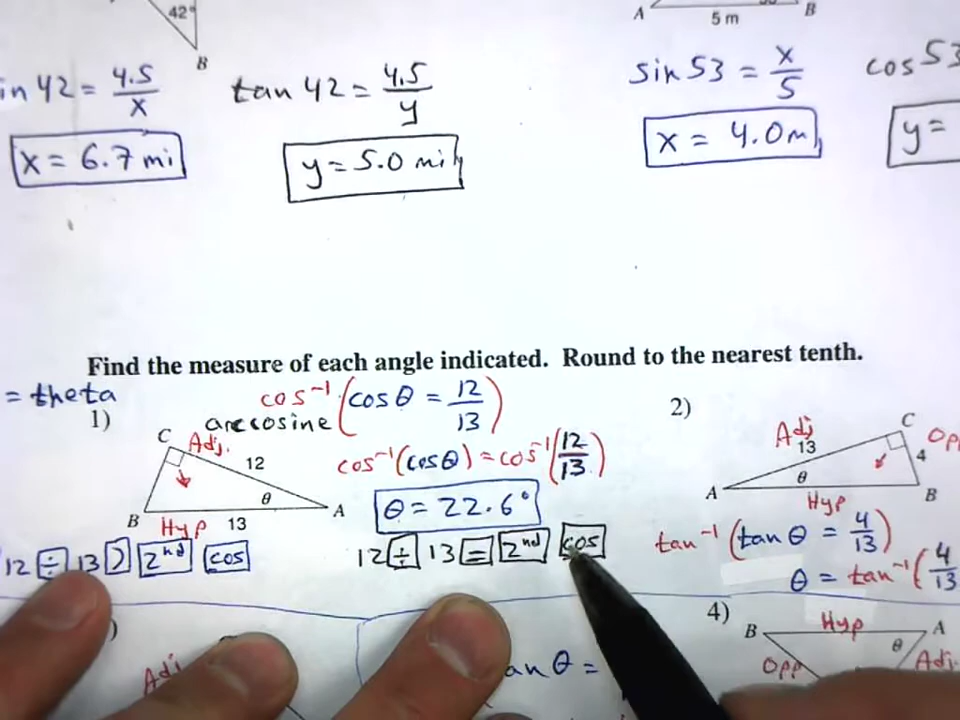 42°
B
A 5 m B
in 42 = 4.5/x
tan 42 = 4.5/y
sin 53 = x/5
cos 53
x = 6.7 mi
y = 5.0 mi
x = 4.0m
y =
Find the measure of each angle indicated. Round to the nearest tenth.
= theta
1)
cos⁻¹ (cos θ = 12/13)
arccosine
C Adj. 12
θ
B Hyp 13 A
cos⁻¹(cosθ) = cos⁻¹(12/13)
θ = 22.6°
12 ÷ 13 ) 2nd cos
12 ÷ 13 = 2nd cos
2)
Adj 13 C Opp
4
A θ B
Hyp
tan⁻¹ (tan θ = 4/13)
θ = tan⁻¹ (4/13
)
Adj
an θ =
4)
B Hyp A
θ
Opp Adj.